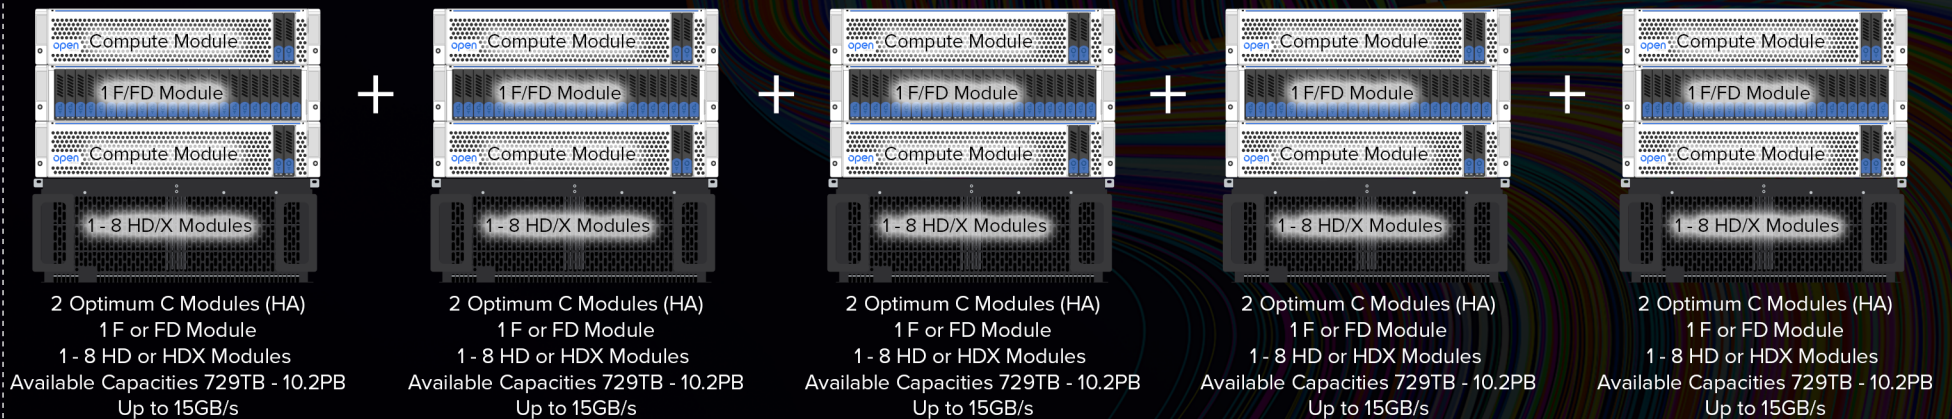 open Compute Module
1 F/FD Module
open Compute Module
1 - 8 HD/X Modules
2 Optimum C Modules (HA)
1 F or FD Module
1 - 8 HD or HDX Modules
Available Capacities 729TB - 10.2PB
Up to 15GB/s
+
open Compute Module
1 F/FD Module
open Compute Module
1 - 8 HD/X Modules
2 Optimum C Modules (HA)
1 F or FD Module
1 - 8 HD or HDX Modules
Available Capacities 729TB - 10.2PB
Up to 15GB/s
+
open Compute Module
1 F/FD Module
open Compute Module
1 - 8 HD/X Modules
2 Optimum C Modules (HA)
1 F or FD Module
1 - 8 HD or HDX Modules
Available Capacities 729TB - 10.2PB
Up to 15GB/s
+
open Compute Module
1 F/FD Module
open Compute Module
1 - 8 HD/X Modules
2 Optimum C Modules (HA)
1 F or FD Module
1 - 8 HD or HDX Modules
Available Capacities 729TB - 10.2PB
Up to 15GB/s
+
open Compute Module
1 F/FD Module
open Compute Module
1 - 8 HD/X Modules
2 Optimum C Modules (HA)
1 F or FD Module
1 - 8 HD or HDX Modules
Available Capacities 729TB - 10.2PB
Up to 15GB/s